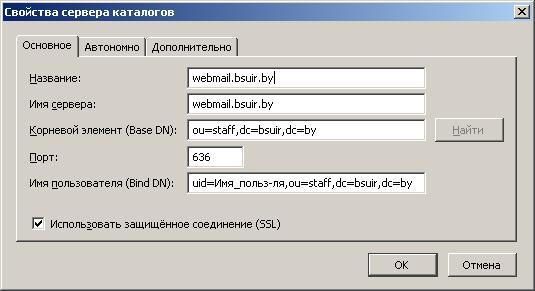 Свойства сервера каталогов
Основное Автономно Дополнительно
Название: webmail.bsuir.by
Имя сервера: webmail.bsuir.by
Корневой элемент (Base DN): ou=staff,dc=bsuir,dc=by Найти
Порт: 636
Имя пользователя (Bind DN): uid=Имя_польз-ля,ou=staff,dc=bsuir,dc=by
Использовать защищённое соединение (SSL)
OK Отмена